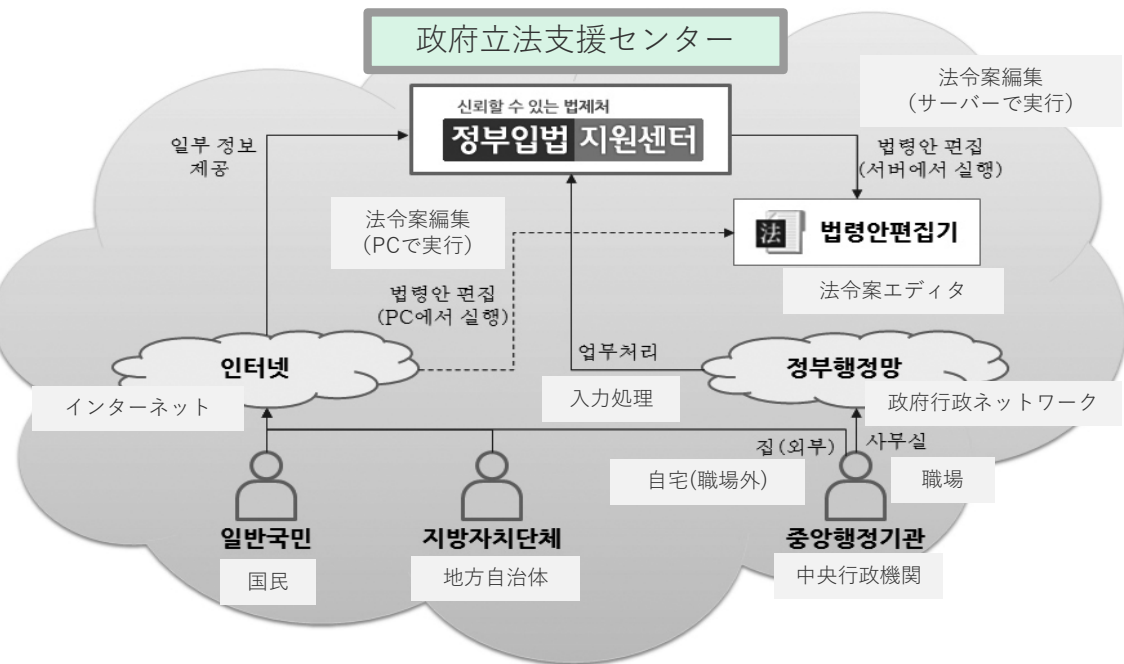 政府立法支援センター
法令案編集
(サーバーで実行)
신뢰할 수 있는 법제처
정부입법 지원센터
일부 정보
제공
법령안 편집
(서버에서 실행)
法令案編集
(PCで実行)
法 법령안편집기
法令案エディタ
법령안 편집
(PC에서 실행)
업무처리
인터넷
정부행정망
インターネット
入力処理
政府行政ネットワーク
집(외부)
사무실
自宅(職場外)
職場
일반국민
지방자치단체
중앙행정기관
国民
地方自治体
中央行政機関